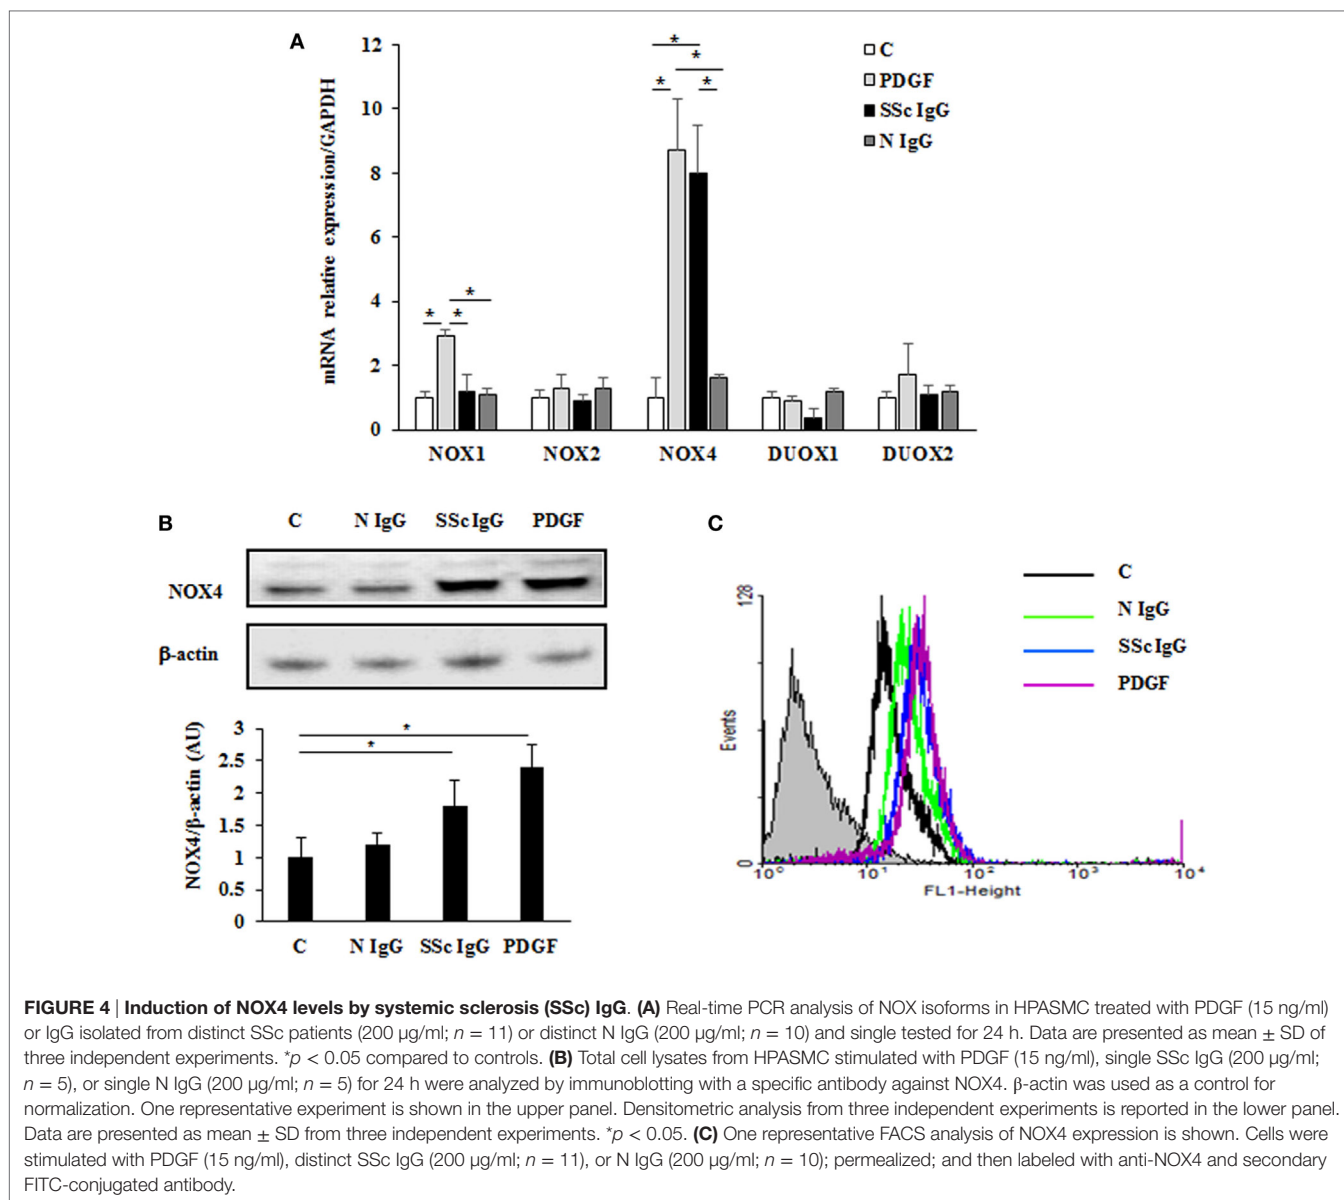 A
mRNA relative expression/GAPDH
12
10
8
6
4
2
0
* * *
* * * * *
C
PDGF
SSc IgG
N IgG
NOX1 NOX2 NOX4 DUOX1 DUOX2
B
C N IgG SSc IgG PDGF
NOX4
β-actin
NOX4/β-actin (AU)
3
2.5
2
1.5
1
0.5
0
*
*
C N IgG SSc IgG PDGF
C
128
Events
0
10⁰ 10¹ 10² 10³ 10⁴
FL1-Height
C
N IgG
SSc IgG
PDGF
FIGURE 4 | Induction of NOX4 levels by systemic sclerosis (SSc) IgG. (A) Real-time PCR analysis of NOX isoforms in HPASMC treated with PDGF (15 ng/ml)
or IgG isolated from distinct SSc patients (200 µg/ml; n = 11) or distinct N IgG (200 µg/ml; n = 10) and single tested for 24 h. Data are presented as mean ± SD of
three independent experiments. *p < 0.05 compared to controls. (B) Total cell lysates from HPASMC stimulated with PDGF (15 ng/ml), single SSc IgG (200 µg/ml;
n = 5), or single N IgG (200 µg/ml; n = 5) for 24 h were analyzed by immunoblotting with a specific antibody against NOX4. β-actin was used as a control for
normalization. One representative experiment is shown in the upper panel. Densitometric analysis from three independent experiments is reported in the lower panel.
Data are presented as mean ± SD from three independent experiments. *p < 0.05. (C) One representative FACS analysis of NOX4 expression is shown. Cells were
stimulated with PDGF (15 ng/ml), distinct SSc IgG (200 µg/ml; n = 11), or N IgG (200 µg/ml; n = 10); permealized; and then labeled with anti-NOX4 and secondary
FITC-conjugated antibody.